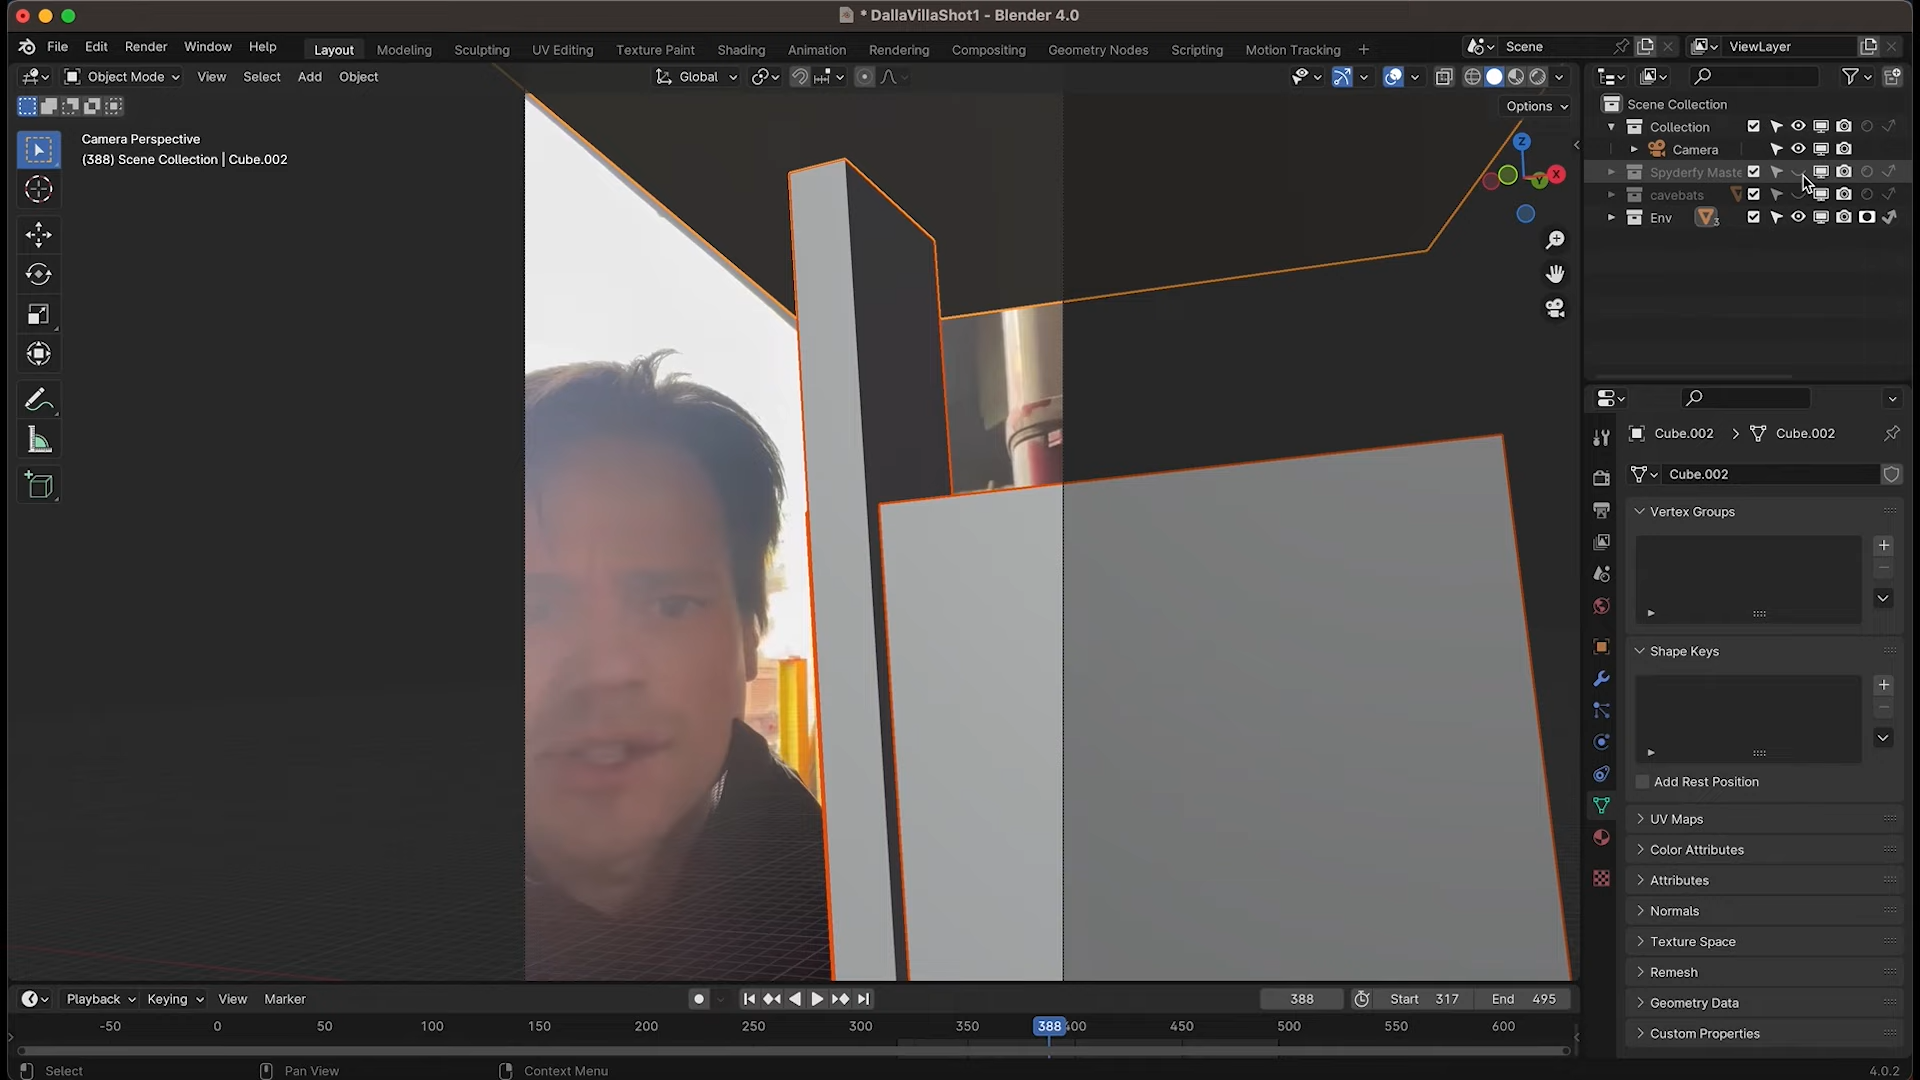 * DallaVillaShot1 - Blender 4.0
File Edit Render Window Help
Layout Modeling Sculpting UV Editing Texture Paint Shading Animation Rendering Compositing Geometry Nodes Scripting Motion Tracking +
Scene
ViewLayer
Object Mode View Select Add Object
Global
Options
Camera Perspective
(388) Scene Collection | Cube.002
Z
X
Y
Scene Collection
Collection
Camera
Spyderfy Maste
cavebats
Env 3
Cube.002 > Cube.002
Cube.002
Vertex Groups
Shape Keys
Add Rest Position
UV Maps
Color Attributes
Attributes
Normals
Texture Space
Remesh
Geometry Data
Custom Properties
Playback Keying View Marker
388
Start 317
End 495
-50 0 50 100 150 200 250 300 350 388 400 450 500 550 600
Select
Pan View
Context Menu
4.0.2